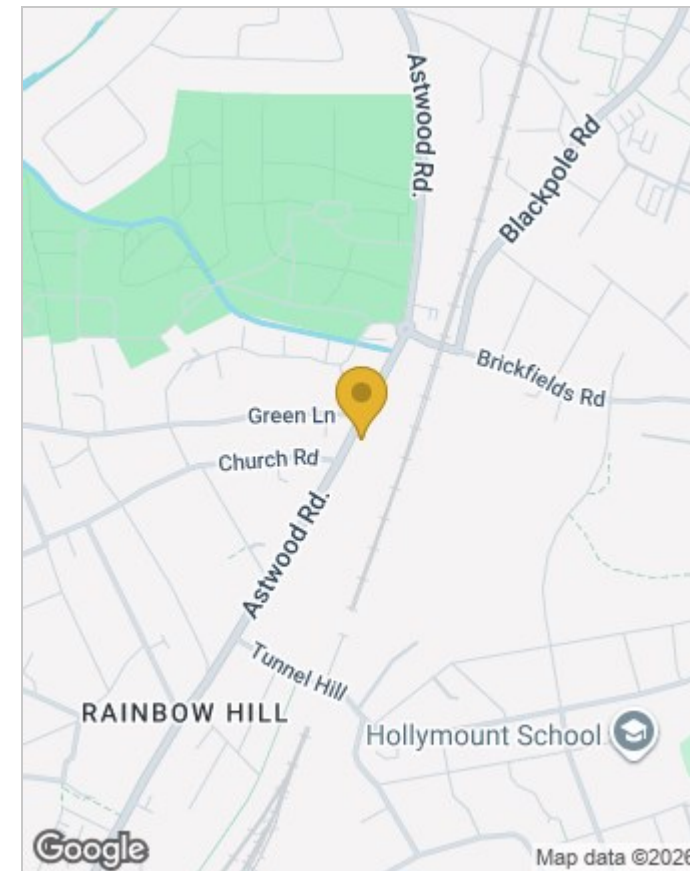 Astwood Rd.
Blackpole Rd
Brickfields Rd
Green Ln
Church Rd
Astwood Rd.
Tunnel Hill
RAINBOW HILL
Hollymount School
Google
Map data ©2026